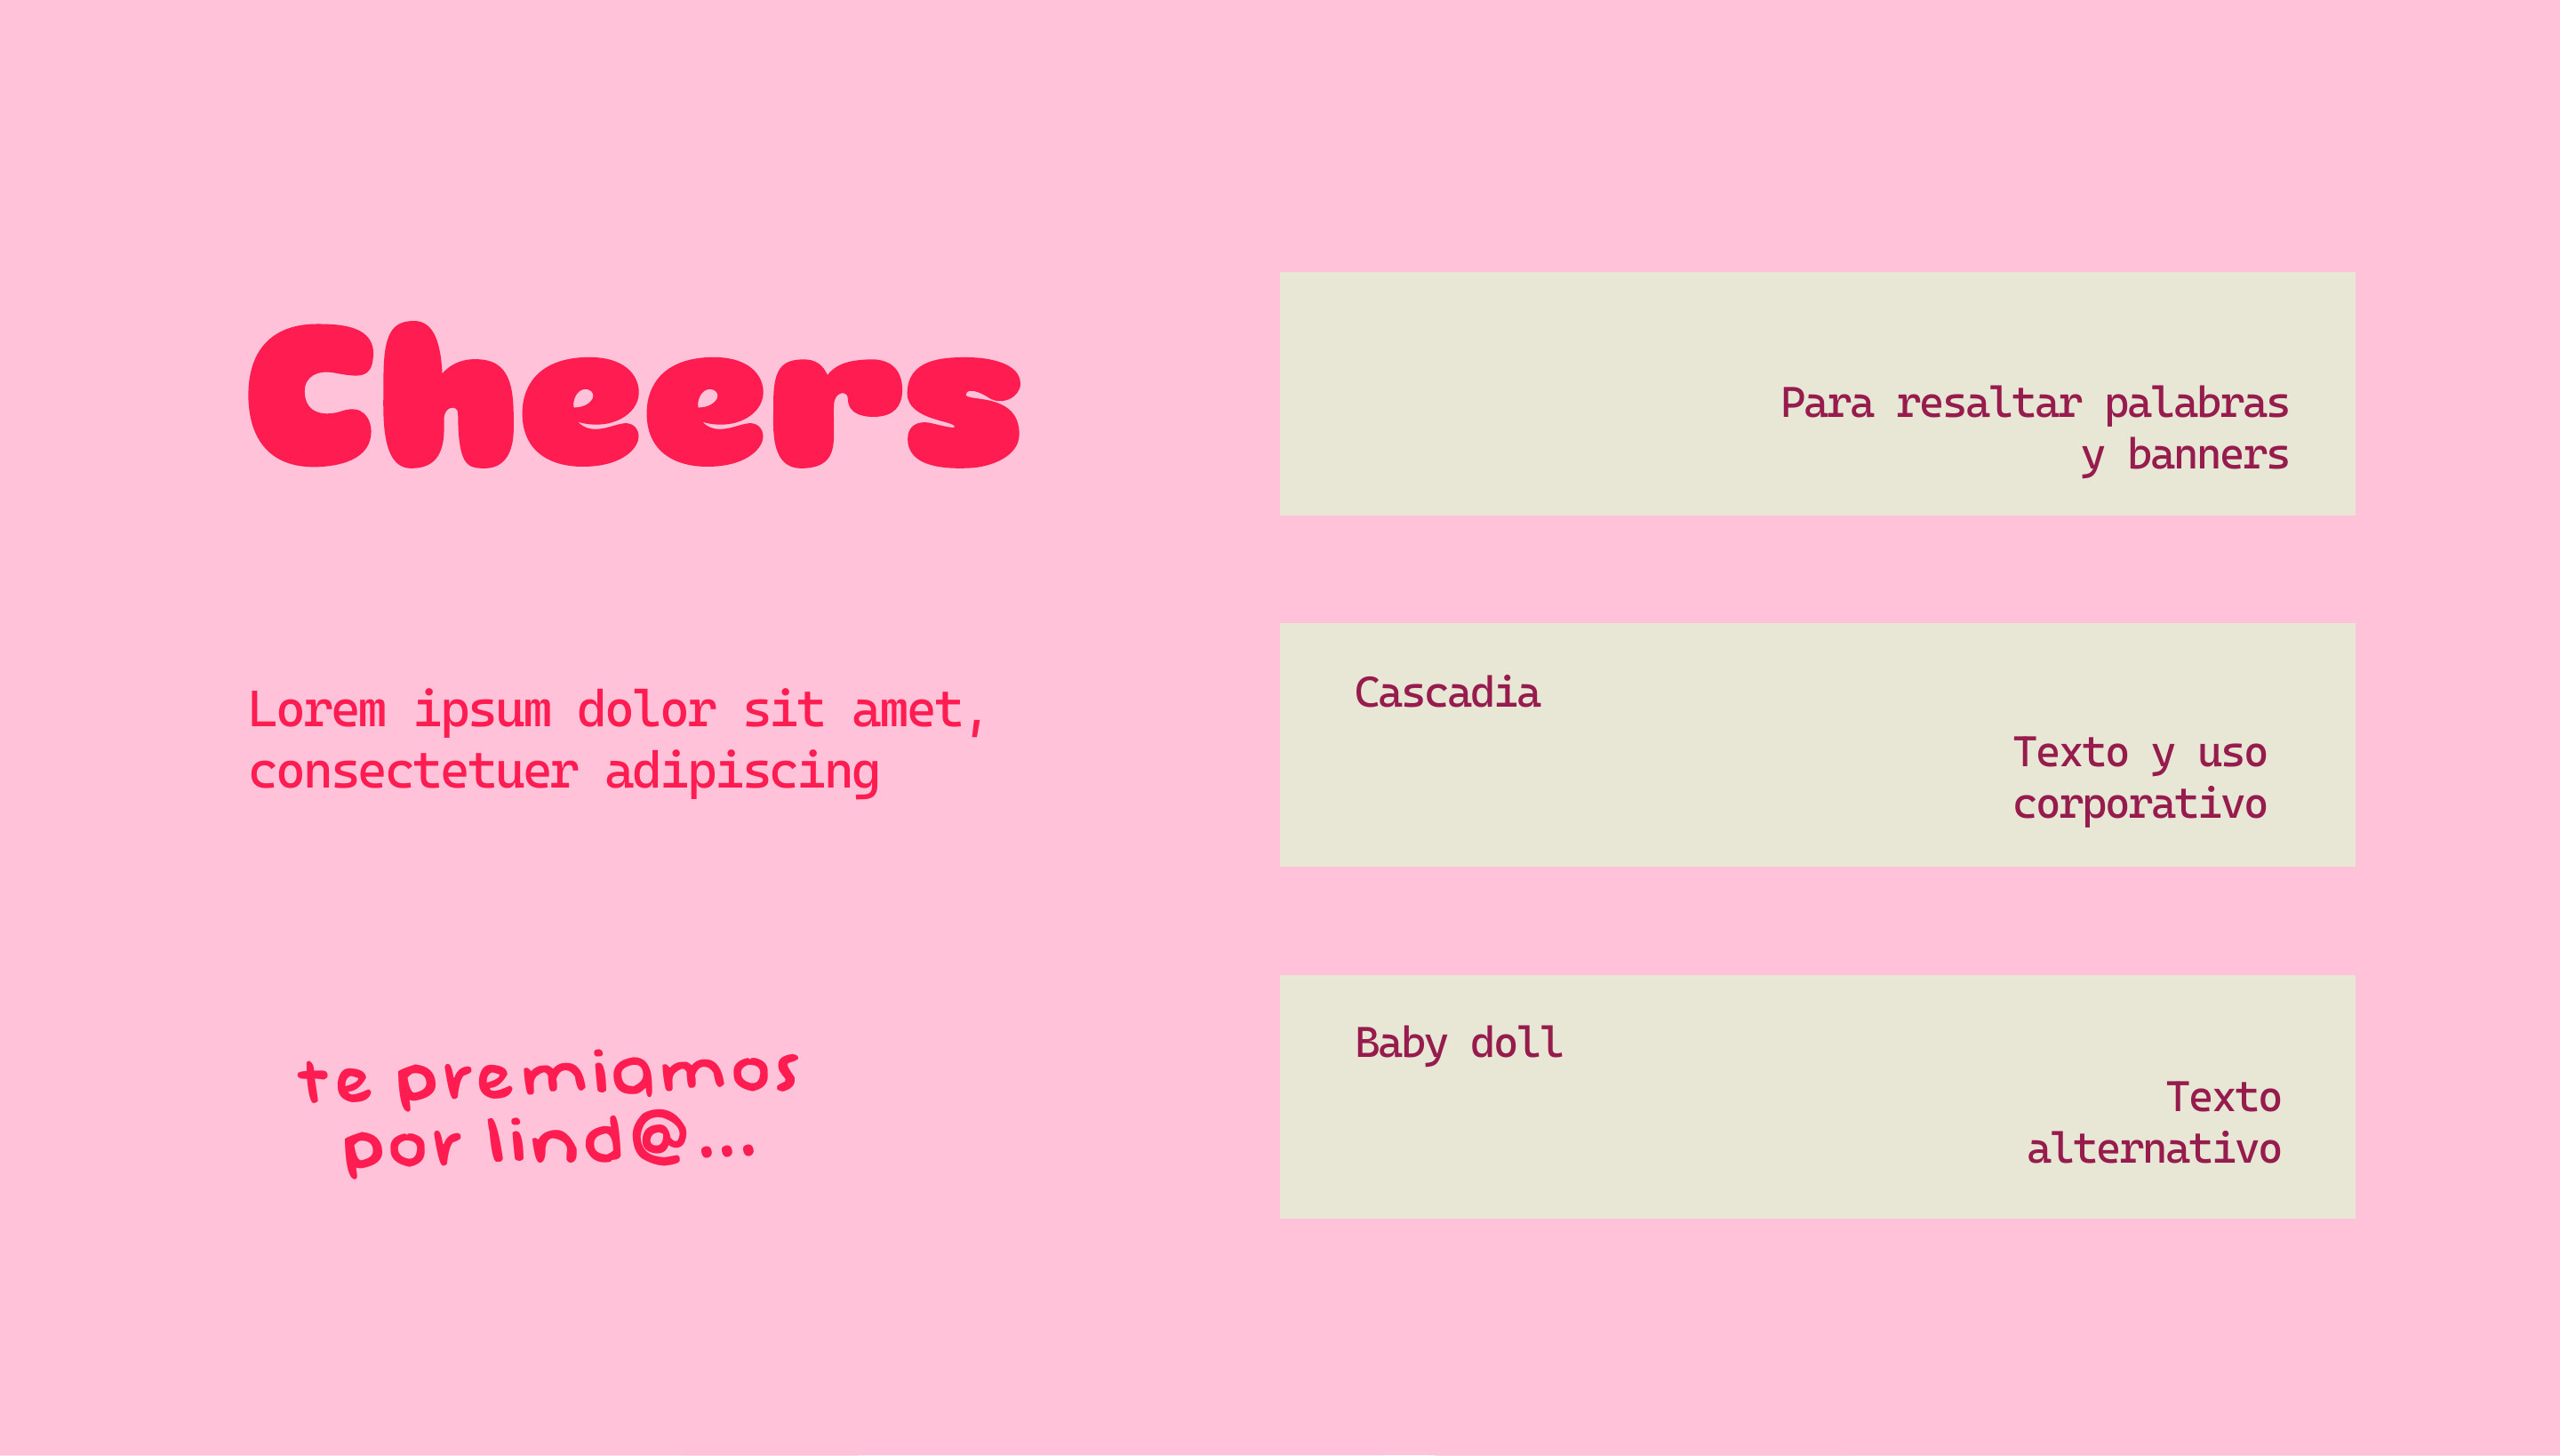 Cheers
Para resaltar palabras
y banners
Lorem ipsum dolor sit amet,
consectetuer adipiscing
Cascadia
Texto y uso
corporativo
te premiamos
por lind@...
Baby doll
Texto
alternativo